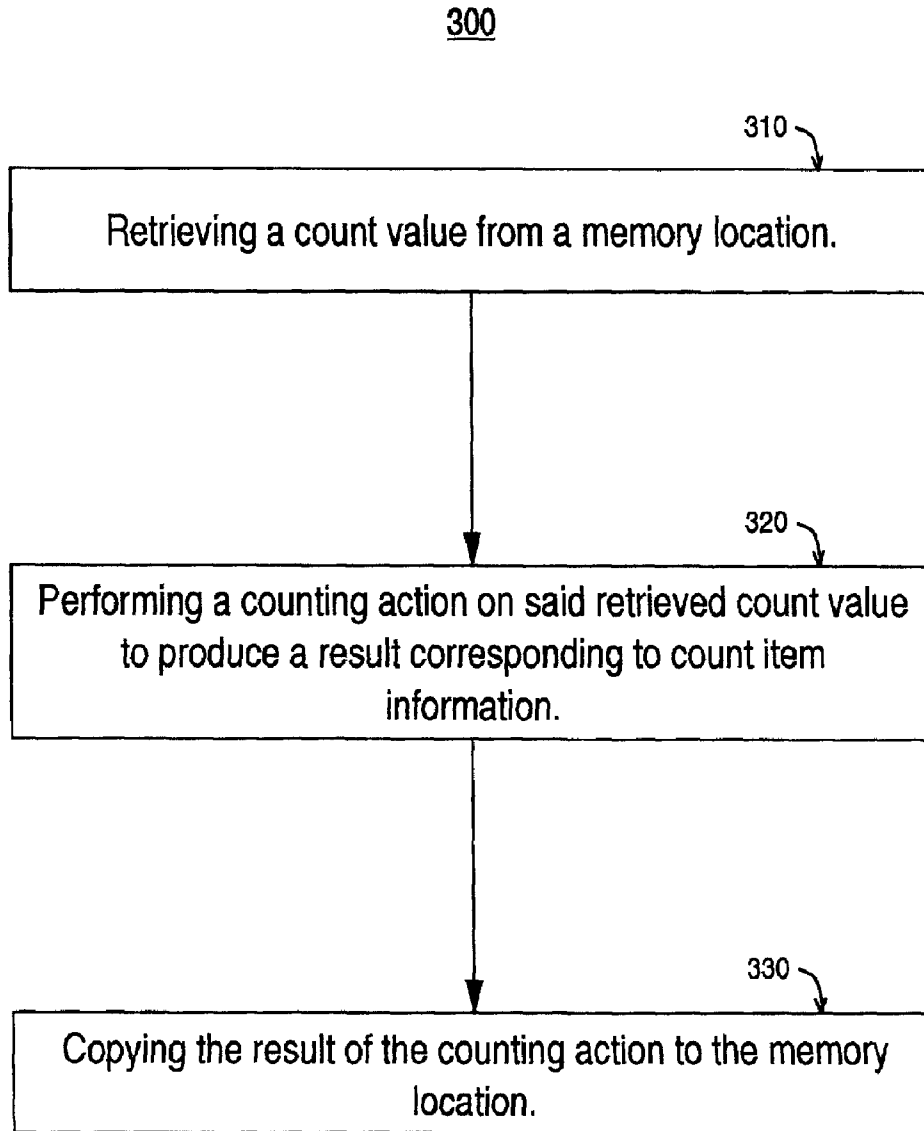 300
310
Retrieving a count value from a memory location.
320
Performing a counting action on said retrieved count value
to produce a result corresponding to count item
information.
330
Copying the result of the counting action to the memory
location.